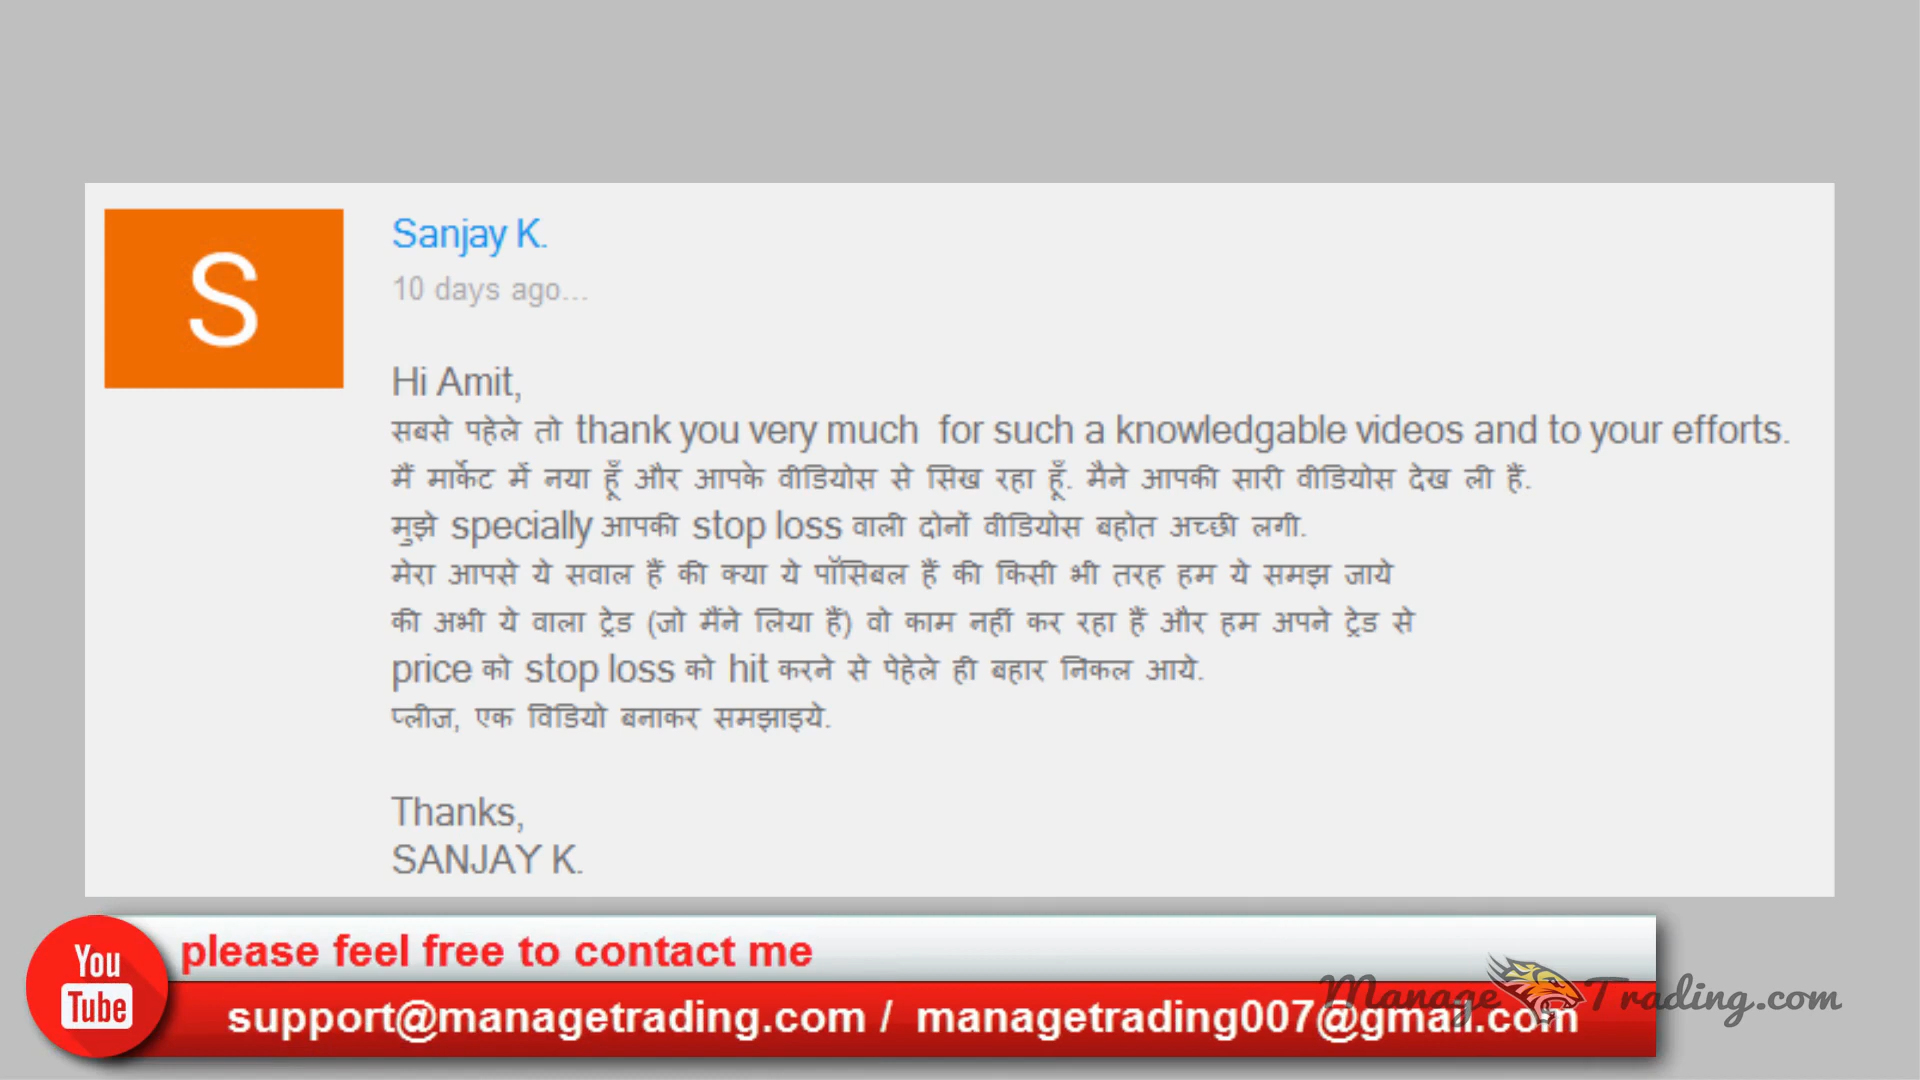 S
Sanjay K.
10 days ago...
Hi Amit,
सबसे पहेले तो thank you very much for such a knowledgable videos and to your efforts.
मैं मार्केट में नया हूँ और आपके वीडियोस से सिख रहा हूँ. मैने आपकी सारी वीडियोस देख ली हैं.
मुझे specially आपकी stop loss वाली दोनों वीडियोस बहोत अच्छी लगी.
मेरा आपसे ये सवाल हैं की क्या ये पॉसिबल हैं की किसी भी तरह हम ये समझ जाये
की अभी ये वाला ट्रेड (जो मैंने लिया हैं) वो काम नहीं कर रहा हैं और हम अपने ट्रेड से
price को stop loss को hit करने से पेहेले ही बहार निकल आये.
प्लीज, एक विडियो बनाकर समझाइये.
Thanks,
SANJAY K.
You
Tube
please feel free to contact me
support@managetrading.com / managetrading007@gmail.com
Manage Trading.com